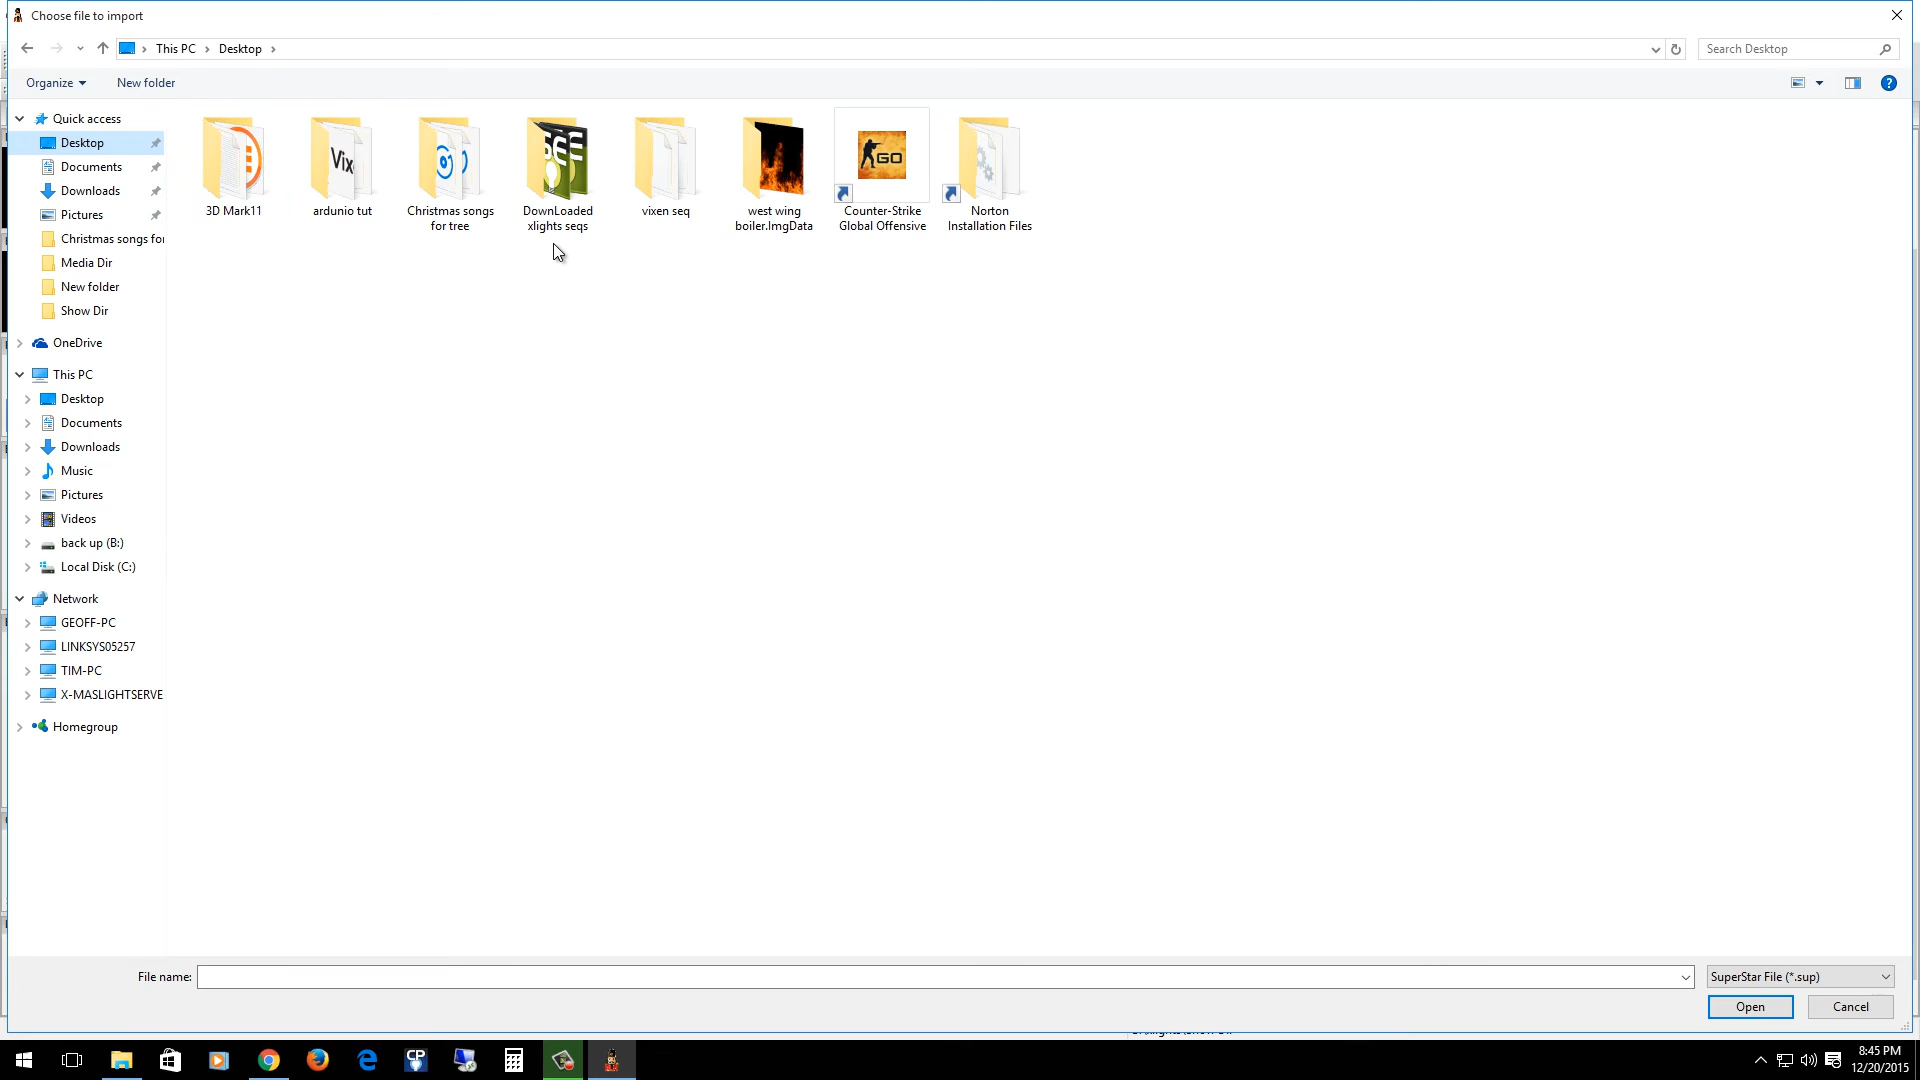 Choose file to import
This PC
Desktop
Search Desktop
Organize
New folder
Quick access
Desktop
Documents
Downloads
Pictures
Christmas songs for
Media Dir
New folder
Show Dir
OneDrive
This PC
Desktop
Documents
Downloads
Music
Pictures
Videos
back up (B:)
Local Disk (C:)
Network
GEOFF-PC
LINKSYS05257
TIM-PC
X-MASLIGHTSERVE
Homegroup
3D Mark11
Vix
ardunio tut
Christmas songs
for tree
DownLoaded
xlights seqs
vixen seq
west wing
boiler.ImgData
GO
Counter-Strike
Global Offensive
Norton
Installation Files
File name:
SuperStar File (*.sup)
Open
Cancel
CP
8:45 PM
12/20/2015